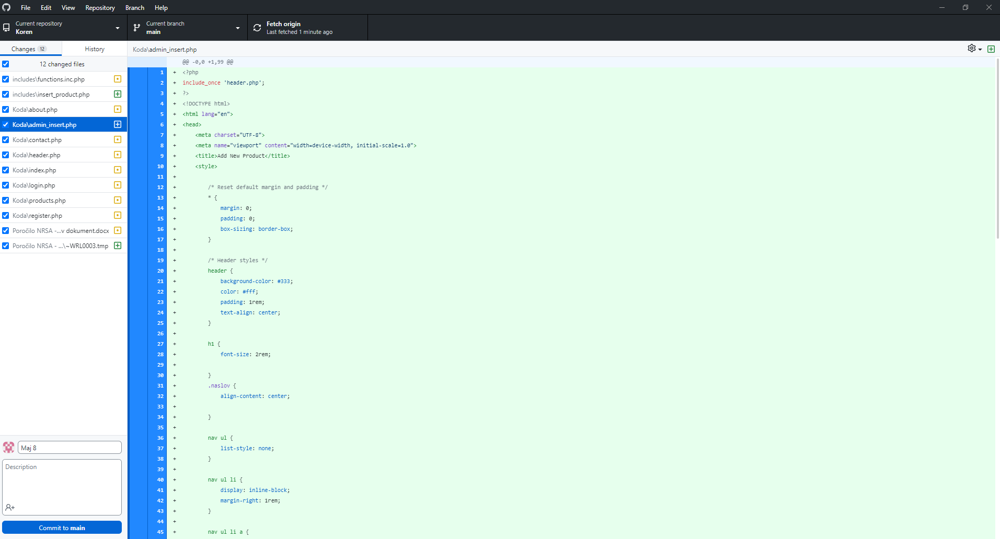 File Edit View Repository Branch Help
Current repository
Koren
Current branch
main
Fetch origin
Last fetched 1 minute ago
Changes 12 History
12 changed files
includes\functions.inc.php
includes\insert_product.php
Koda\about.php
Koda\admin_insert.php
Koda\contact.php
Koda\header.php
Koda\index.php
Koda\login.php
Koda\products.php
Koda\register.php
Poročilo NRSA -...v dokument.docx
Poročilo NRSA - ...\~WRL0003.tmp
Maj 8
Description
Commit to main
Koda\admin_insert.php
@@ -0,0 +1,99 @@
1 + <?php
2 + include_once 'header.php';
3 + ?>
4 + <!DOCTYPE html>
5 + <html lang="en">
6 + <head>
7 +     <meta charset="UTF-8">
8 +     <meta name="viewport" content="width=device-width, initial-scale=1.0">
9 +     <title>Add New Product</title>
10 +     <style>
11 +
12 +         /* Reset default margin and padding */
13 +         * {
14 +             margin: 0;
15 +             padding: 0;
16 +             box-sizing: border-box;
17 +         }
18 +
19 +         /* Header styles */
20 +         header {
21 +             background-color: #333;
22 +             color: #fff;
23 +             padding: 1rem;
24 +             text-align: center;
25 +         }
26 +
27 +         h1 {
28 +             font-size: 2rem;
29 +
30 +         }
31 +         .naslov {
32 +             align-content: center;
33 +
34 +         }
35 +
36 +         nav ul {
37 +             list-style: none;
38 +         }
39 +
40 +         nav ul li {
41 +             display: inline-block;
42 +             margin-right: 1rem;
43 +         }
44 +
45 +         nav ul li a {